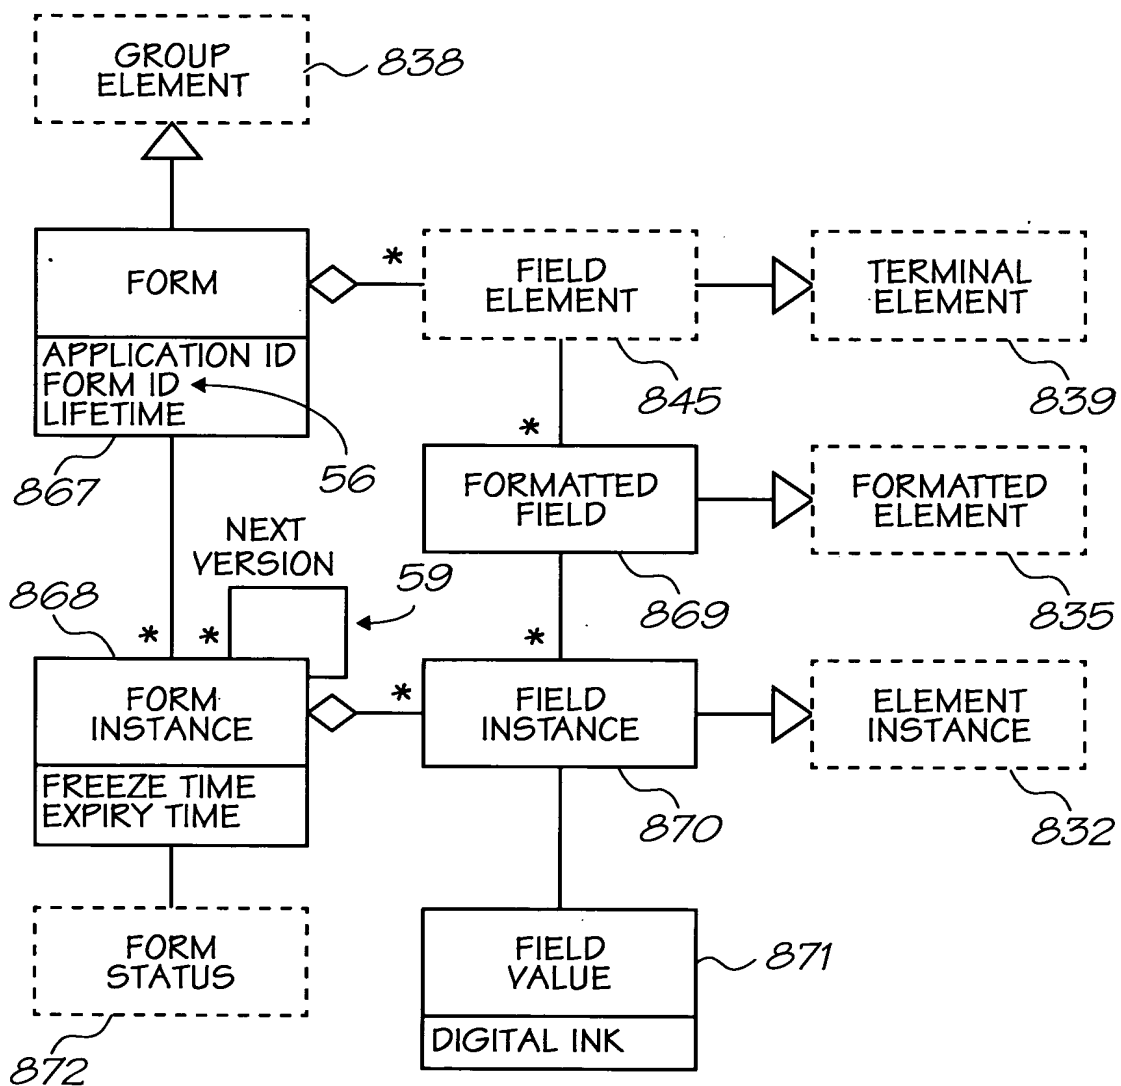 GROUP
ELEMENT
838
FORM
*
FIELD
ELEMENT
TERMINAL
ELEMENT
APPLICATION ID
FORM ID
LIFETIME
845
839
867
56
*
FORMATTED
FIELD
FORMATTED
ELEMENT
NEXT
VERSION
59
869
835
868
*
*
*
FORM
INSTANCE
*
FIELD
INSTANCE
ELEMENT
INSTANCE
FREEZE TIME
EXPIRY TIME
870
832
FORM
STATUS
FIELD
VALUE
871
DIGITAL INK
872